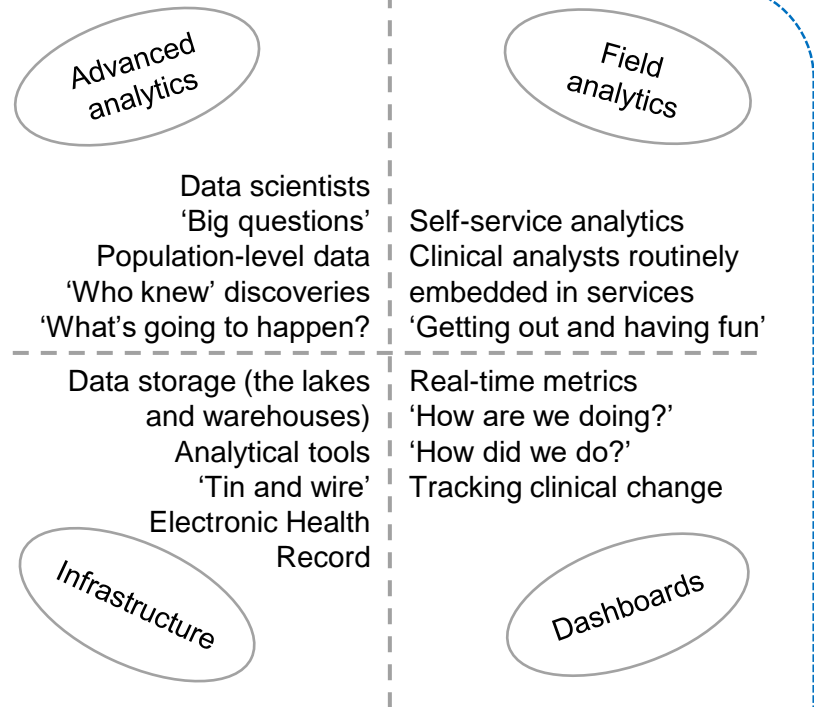 Advanced
analytics
Data scientists
‘Big questions’
Population-level data
‘Who knew’ discoveries
‘What’s going to happen?
Field
analytics
Self-service analytics
Clinical analysts routinely
embedded in services
‘Getting out and having fun’
Data storage (the lakes
and warehouses)
Analytical tools
‘Tin and wire’
Electronic Health
Record
Infrastructure
Real-time metrics
‘How are we doing?’
‘How did we do?’
Tracking clinical change
Dashboards